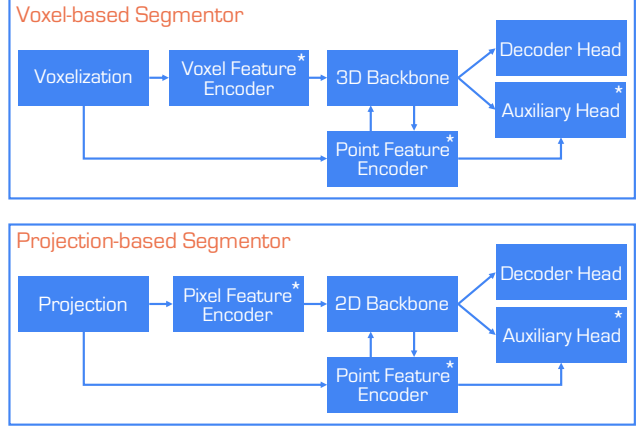 Voxel-based Segmentor
Voxelization
Voxel Feature*
Encoder
3D Backbone
Decoder Head
*
Auxiliary Head
Point Feature*
Encoder
Projection-based Segmentor
Projection
Pixel Feature*
Encoder
2D Backbone
Decoder Head
*
Auxiliary Head
Point Feature*
Encoder